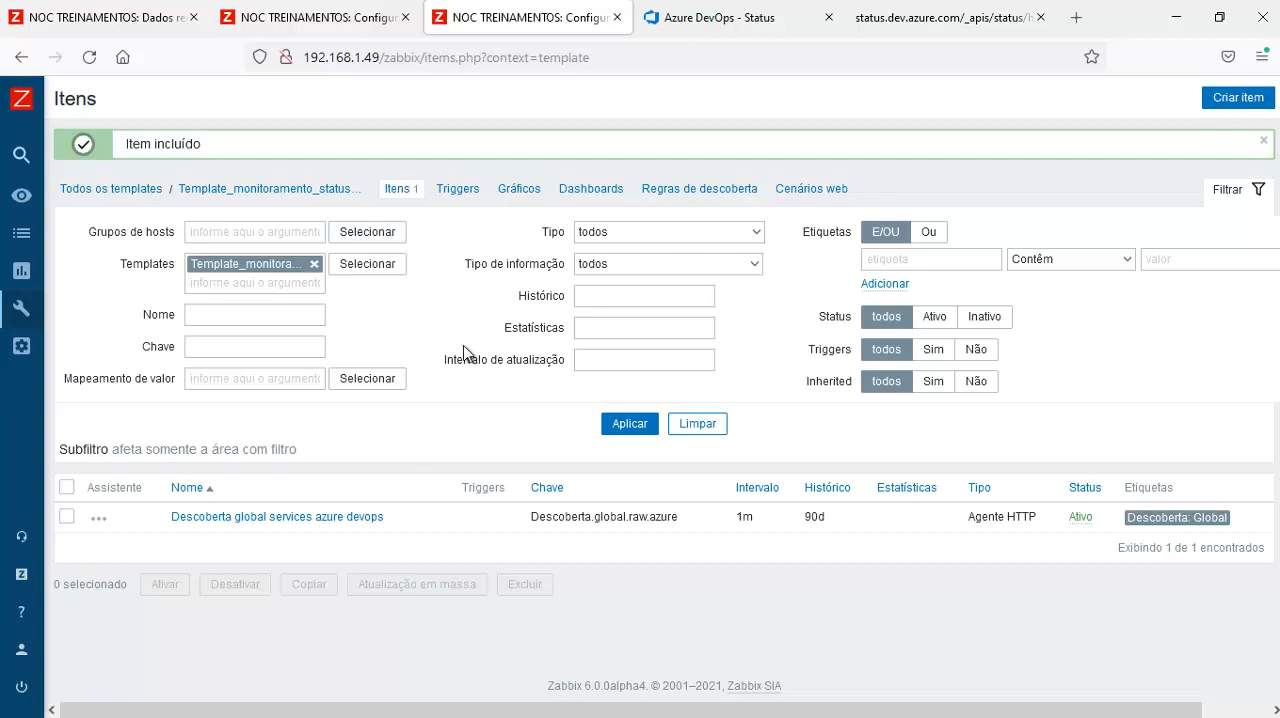 NOC TREINAMENTOS: Dados re
NOC TREINAMENTOS: Configur
NOC TREINAMENTOS: Configur
Azure DevOps - Status
status.dev.azure.com/_apis/status/h
192.168.1.49/zabbix/items.php?context=template
Z
Itens
Criar item
Item incluído
Todos os templates / Template_monitoramento_status... Itens 1 Triggers Gráficos Dashboards Regras de descoberta Cenários web Filtrar
Grupos de hosts informe aqui o argumento Selecionar Tipo todos Etiquetas E/OU Ou
Templates Template_monitora... Selecionar Tipo de informação todos etiqueta Contêm valor
informe aqui o argumento
Adicionar
Histórico
Nome Status todos Ativo Inativo
Estatísticas
Chave Triggers todos Sim Não
Intervalo de atualização
Mapeamento de valor informe aqui o argumento Selecionar Inherited todos Sim Não
Aplicar Limpar
Subfiltro afeta somente a área com filtro
Assistente Nome Triggers Chave Intervalo Histórico Estatísticas Tipo Status Etiquetas
Descoberta global services azure devops Descoberta.global.raw.azure 1m 90d Agente HTTP Ativo Descoberta: Global
Exibindo 1 de 1 encontrados
0 selecionado Ativar Desativar Copiar Atualização em massa Excluir
Z
?
Zabbix 6.0.0alpha4. © 2001–2021, Zabbix SIA